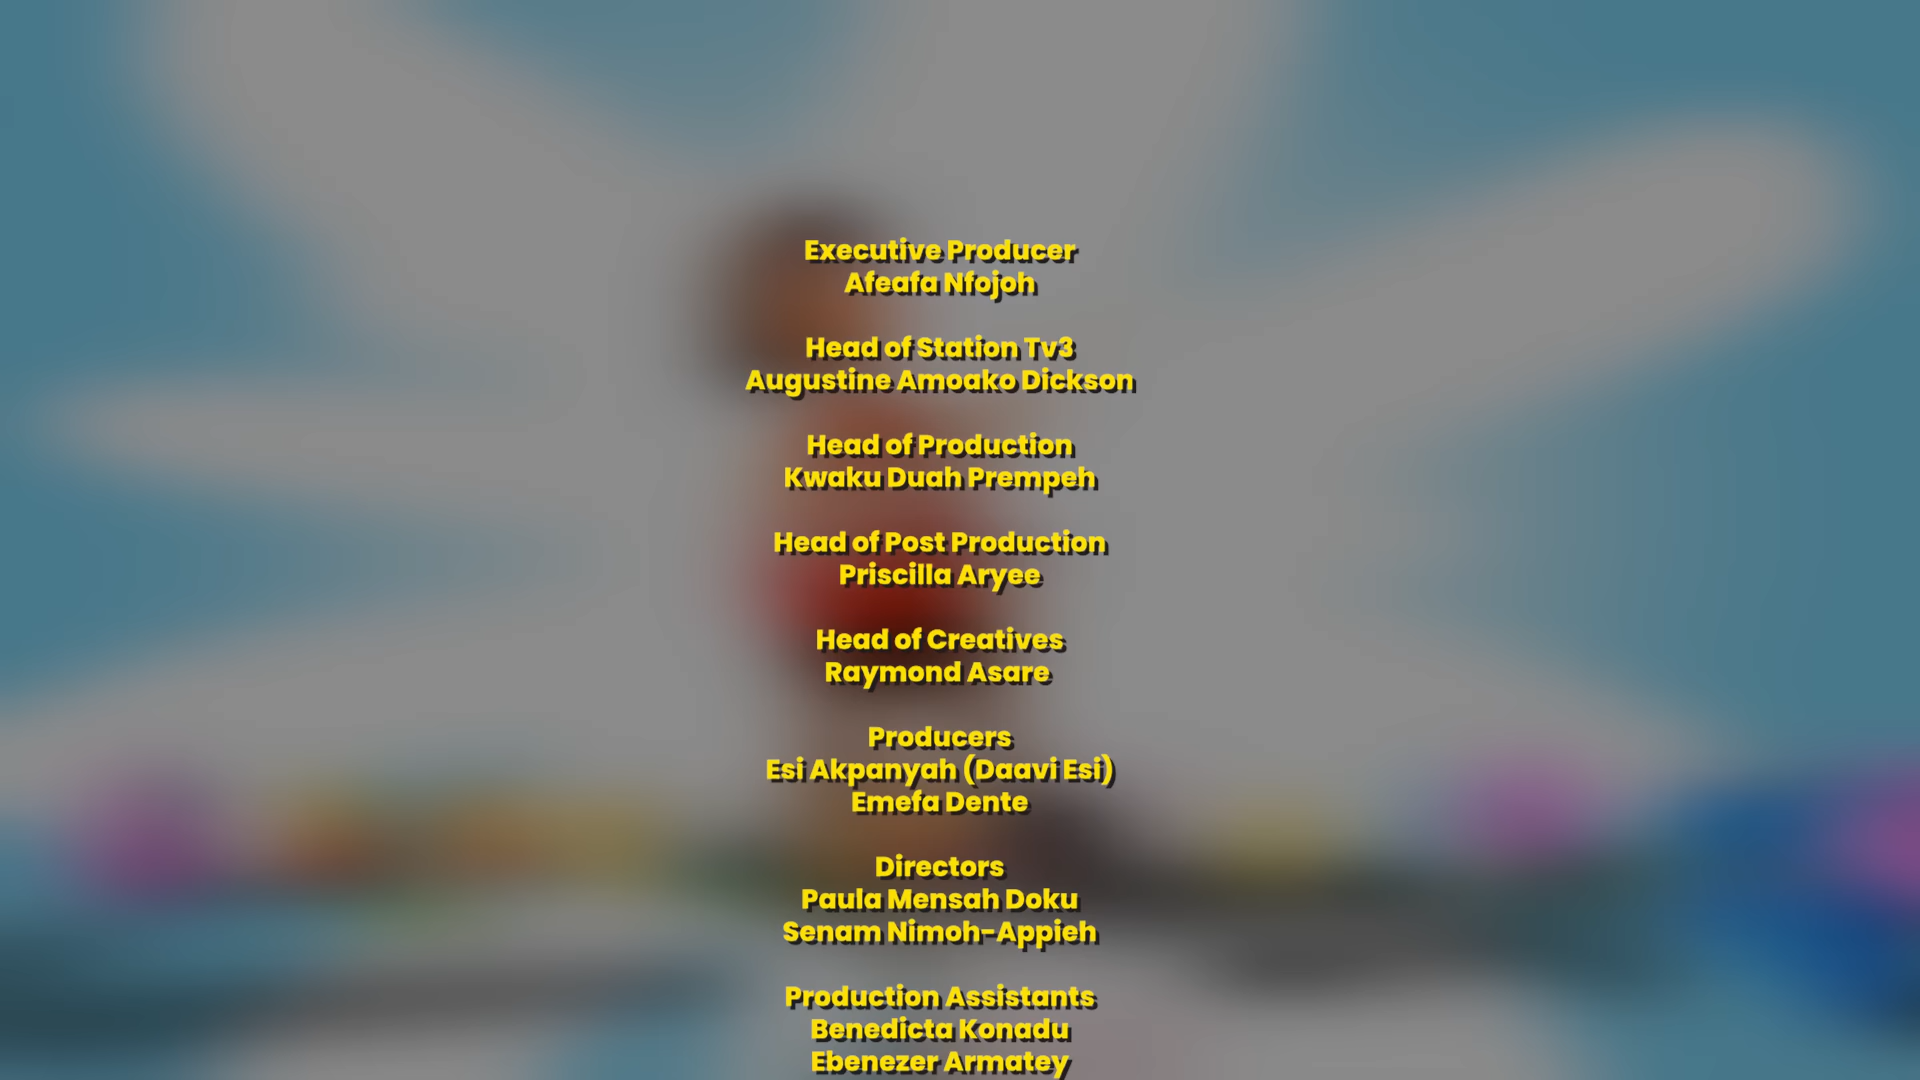 Executive Producer
Afeafa Nfojoh
Head of Station Tv3
Augustine Amoako Dickson
Head of Production
Kwaku Duah Prempeh
Head of Post Production
Priscilla Aryee
Head of Creatives
Raymond Asare
Producers
Esi Akpanyah (Daavi Esi)
Emefa Dente
Directors
Paula Mensah Doku
Senam Nimoh-Appieh
Production Assistants
Benedicta Konadu
Ebenezer Armatey